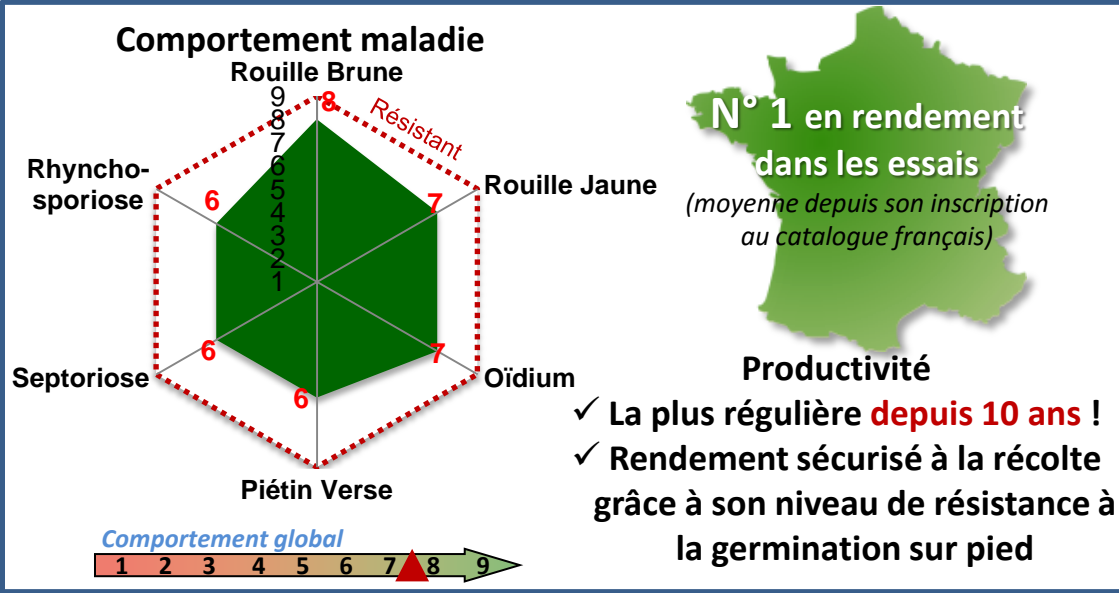 Comportement maladie
Rouille Brune
9
8
7
6
5
4
3
2
1
8
Résistant
Rhyncho-
sporiose
6
Rouille Jaune
7
Septoriose
6
7
Oïdium
6
Piétin Verse
Comportement global
1 2 3 4 5 6 7 8 9
N° 1 en rendement
dans les essais
(moyenne depuis son inscription
au catalogue français)
Productivité
✓ La plus régulière depuis 10 ans !
✓ Rendement sécurisé à la récolte
grâce à son niveau de résistance à
la germination sur pied